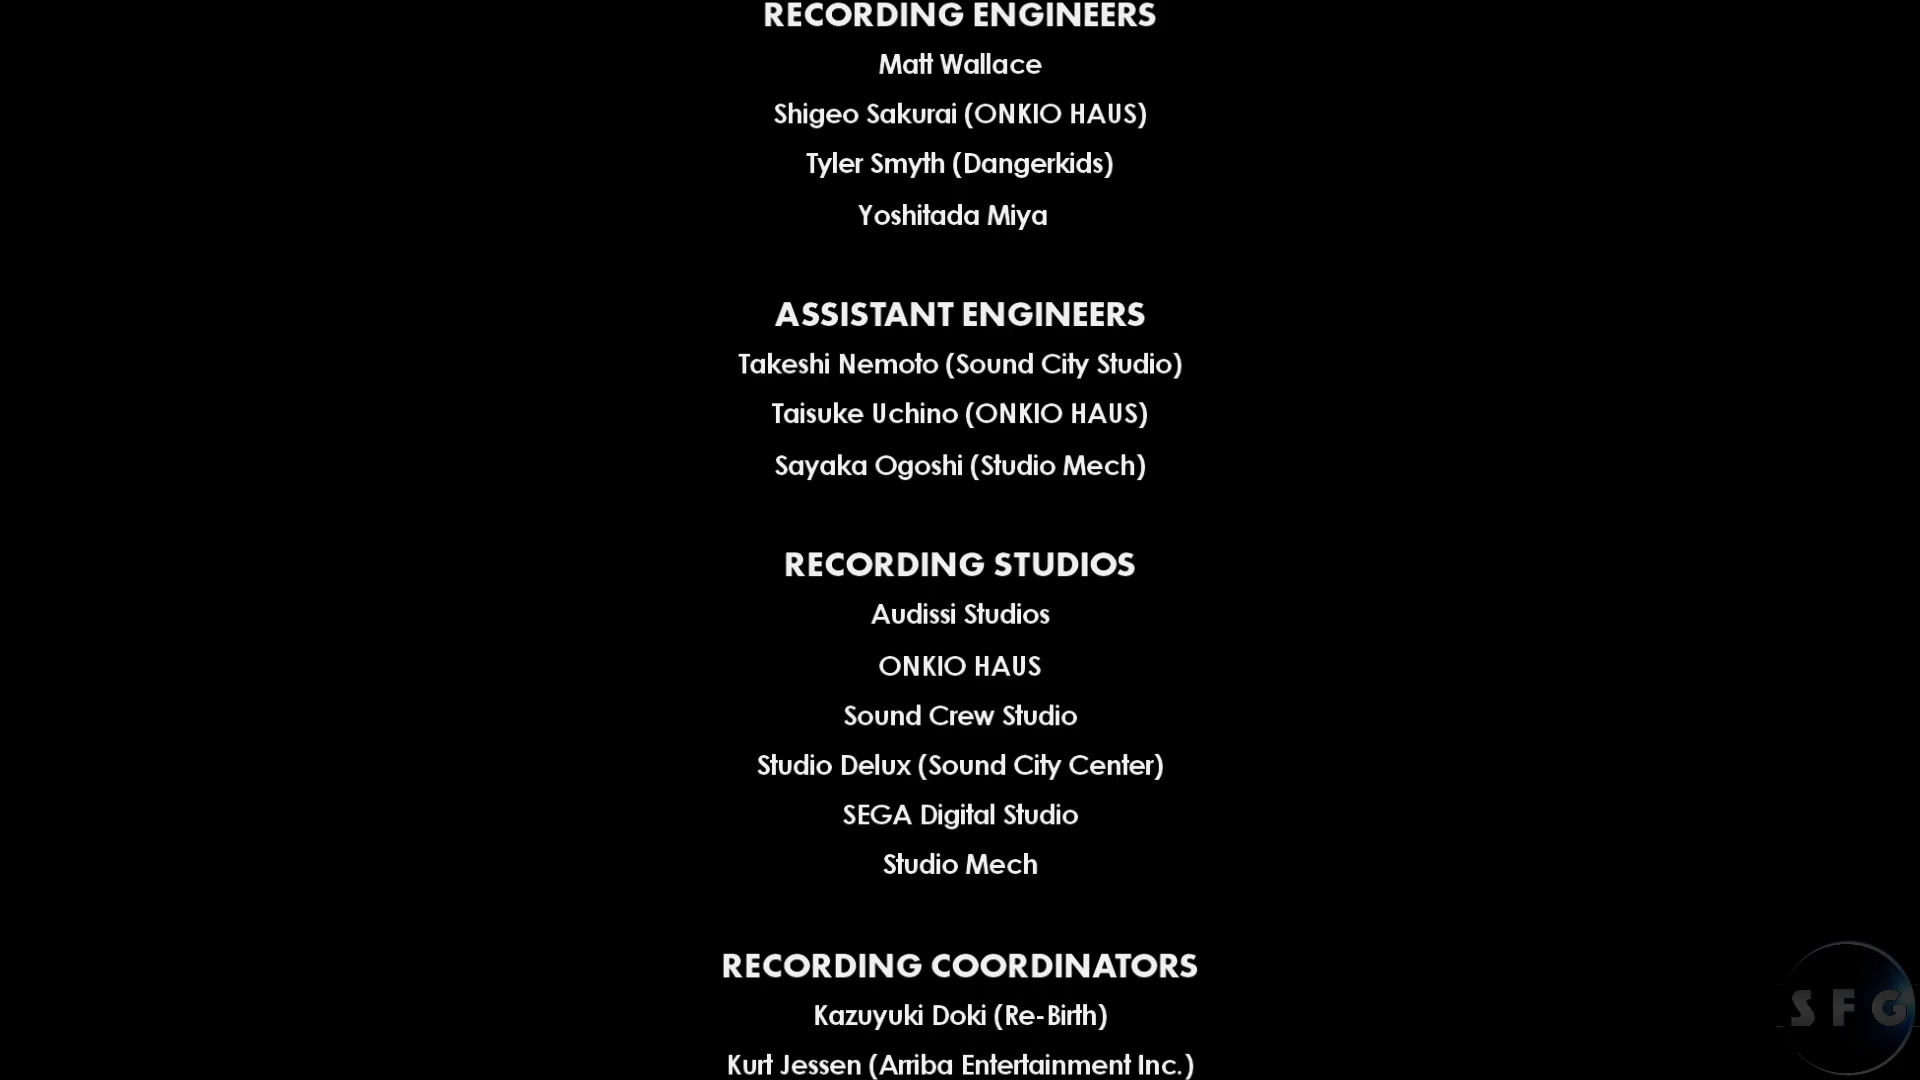 RECORDING ENGINEERS
Matt Wallace
Shigeo Sakurai (ONKIO HAUS)
Tyler Smyth (Dangerkids)
Yoshitada Miya
ASSISTANT ENGINEERS
Takeshi Nemoto (Sound City Studio)
Taisuke Uchino (ONKIO HAUS)
Sayaka Ogoshi (Studio Mech)
RECORDING STUDIOS
Audissi Studios
ONKIO HAUS
Sound Crew Studio
Studio Delux (Sound City Center)
SEGA Digital Studio
Studio Mech
RECORDING COORDINATORS
Kazuyuki Doki (Re-Birth)
Kurt Jessen (Arriba Entertainment Inc.)
SFG